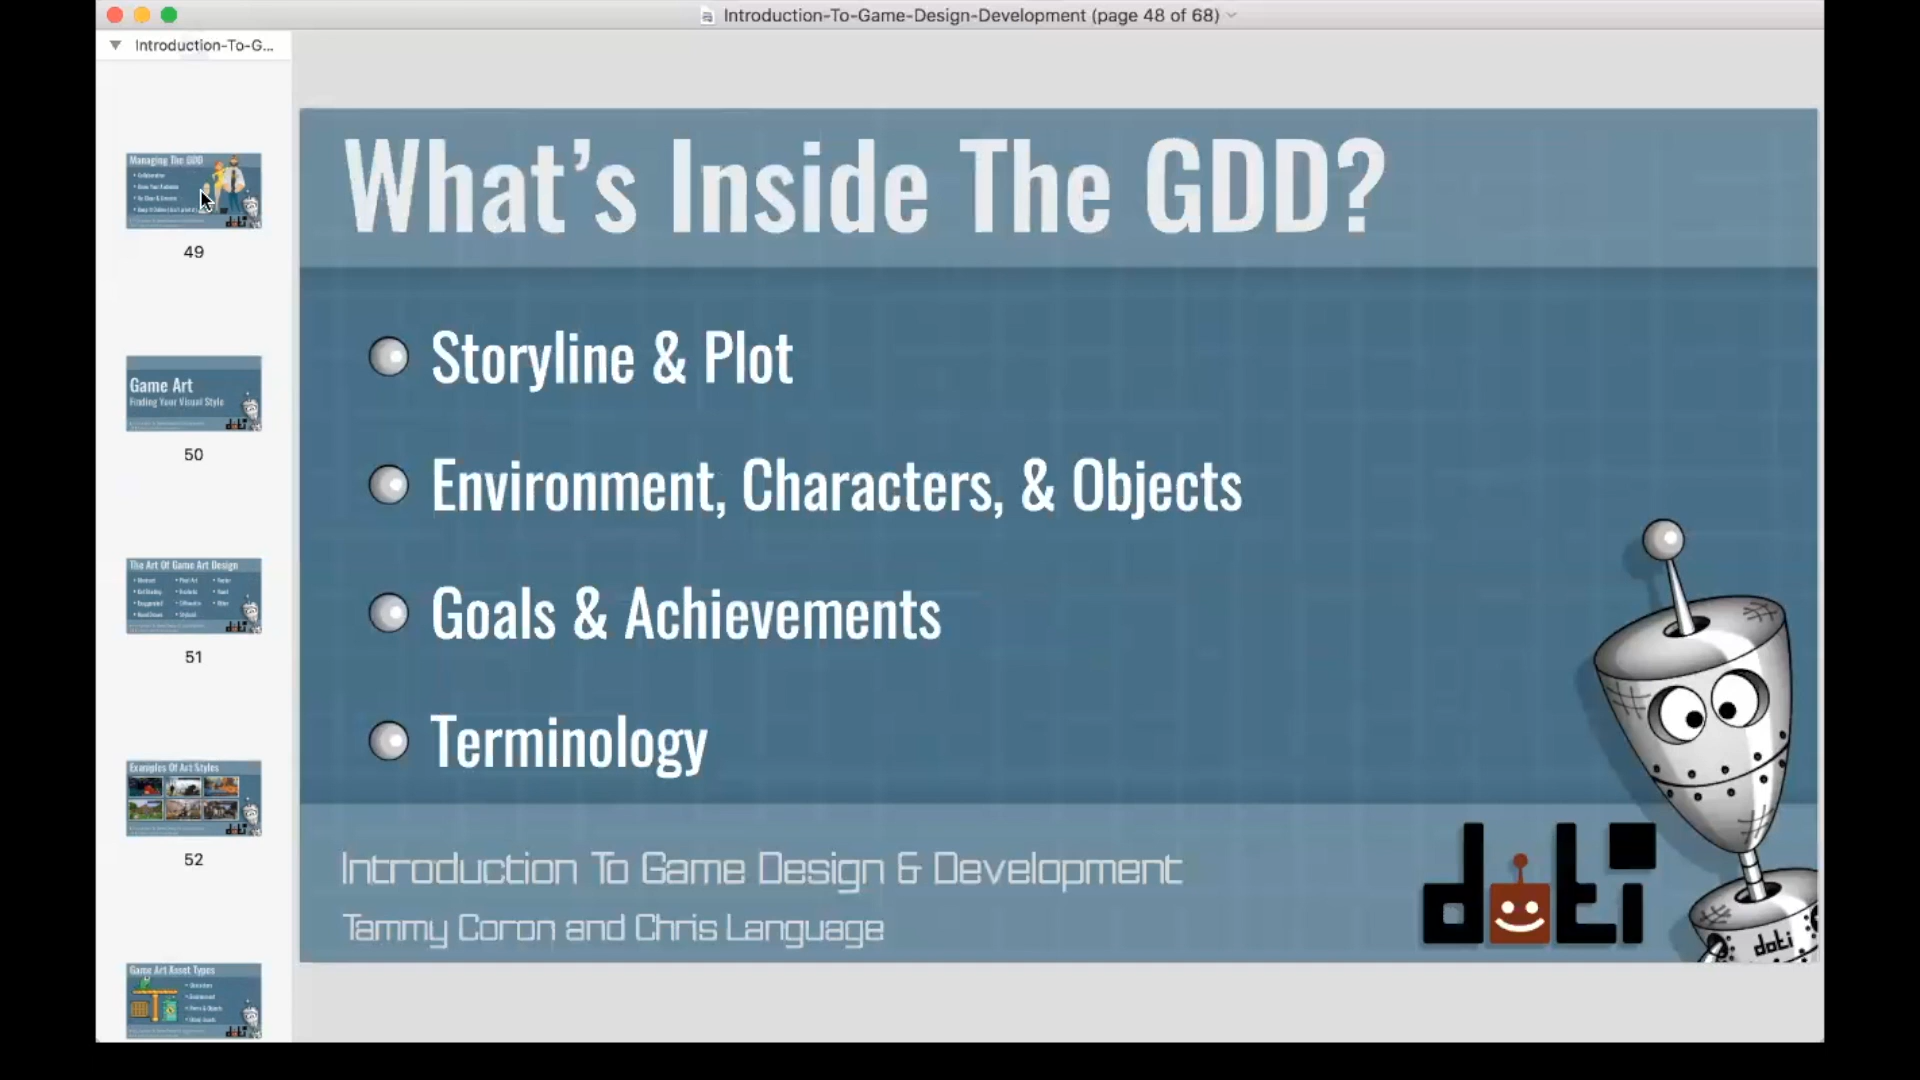 Introduction-To-Game-Design-Development (page 48 of 68)
Introduction-To-G...
Managing The GDD
49
Game Art
Finding Your Visual Style
50
The Art Of Game Art Design
51
Examples Of Art Styles
52
Game Art Asset Types
What's Inside The GDD?
Storyline & Plot
Environment, Characters, & Objects
Goals & Achievements
Terminology
Introduction To Game Design & Development
Tammy Coron and Chris Language
doti
doti